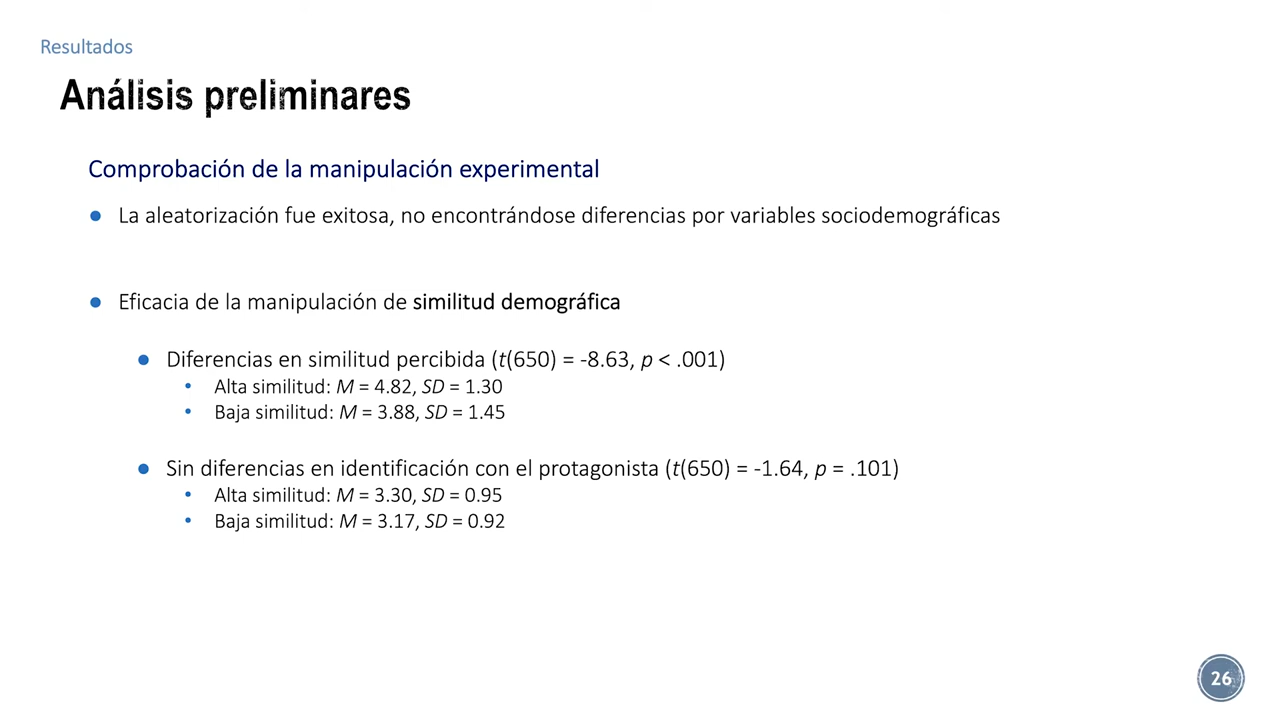 Resultados
Análisis preliminares
Comprobación de la manipulación experimental
● La aleatorización fue exitosa, no encontrándose diferencias por variables sociodemográficas
● Eficacia de la manipulación de similitud demográfica
● Diferencias en similitud percibida (t(650) = -8.63, p < .001)
• Alta similitud: M = 4.82, SD = 1.30
• Baja similitud: M = 3.88, SD = 1.45
● Sin diferencias en identificación con el protagonista (t(650) = -1.64, p = .101)
• Alta similitud: M = 3.30, SD = 0.95
• Baja similitud: M = 3.17, SD = 0.92
26